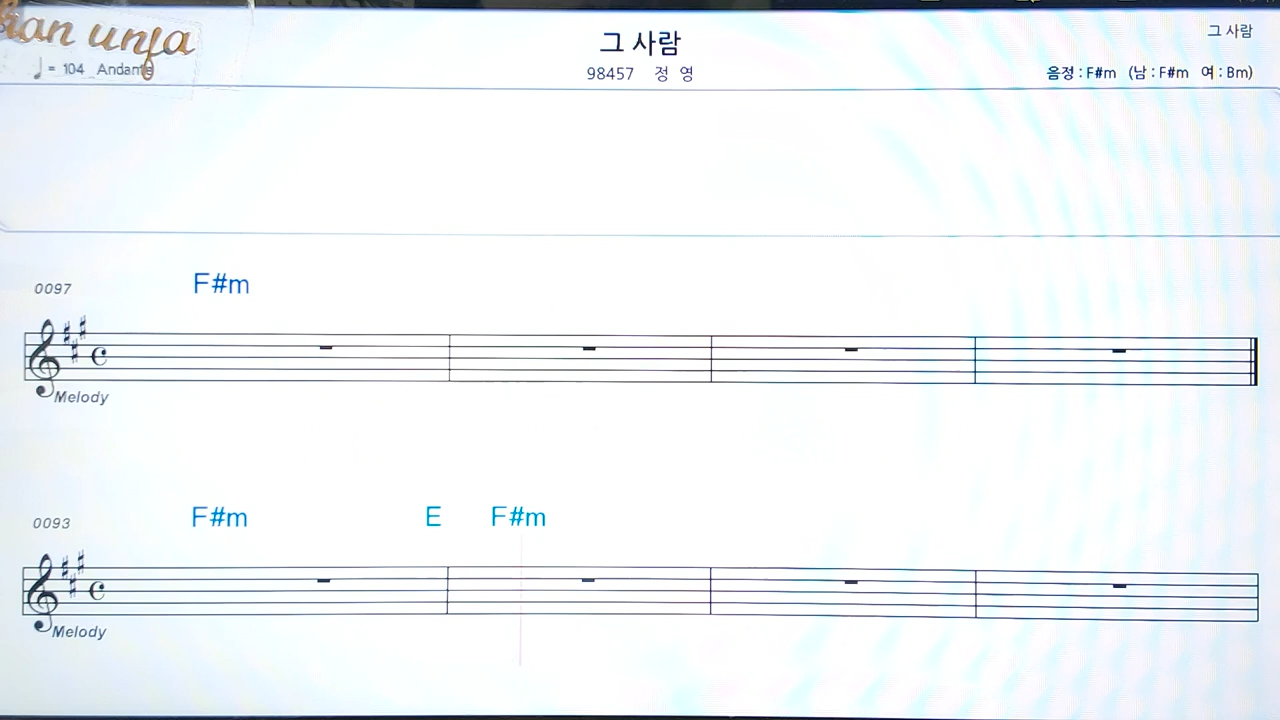 그 사람
그 사람
98457 정 영
♩ = 104 Andante
음정 : F#m (남 : F#m 여 : Bm)
0097 F#m
Melody
0093 F#m E F#m
Melody